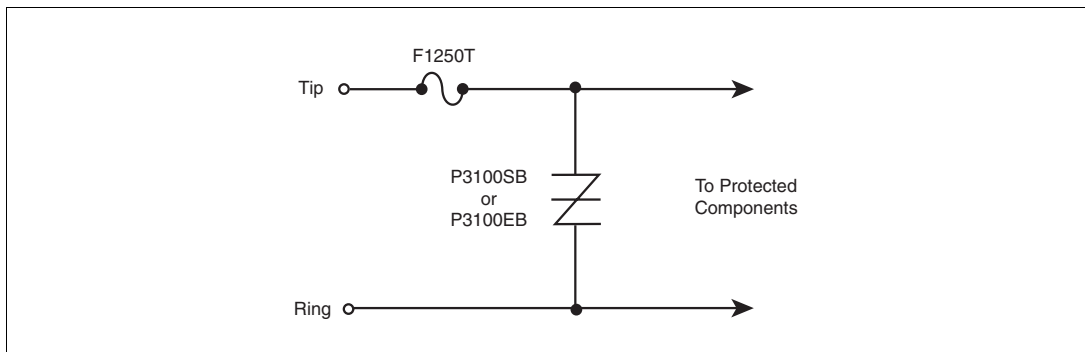 F1250T
Tip
P3100SB
or
P3100EB
To Protected
Components
Ring